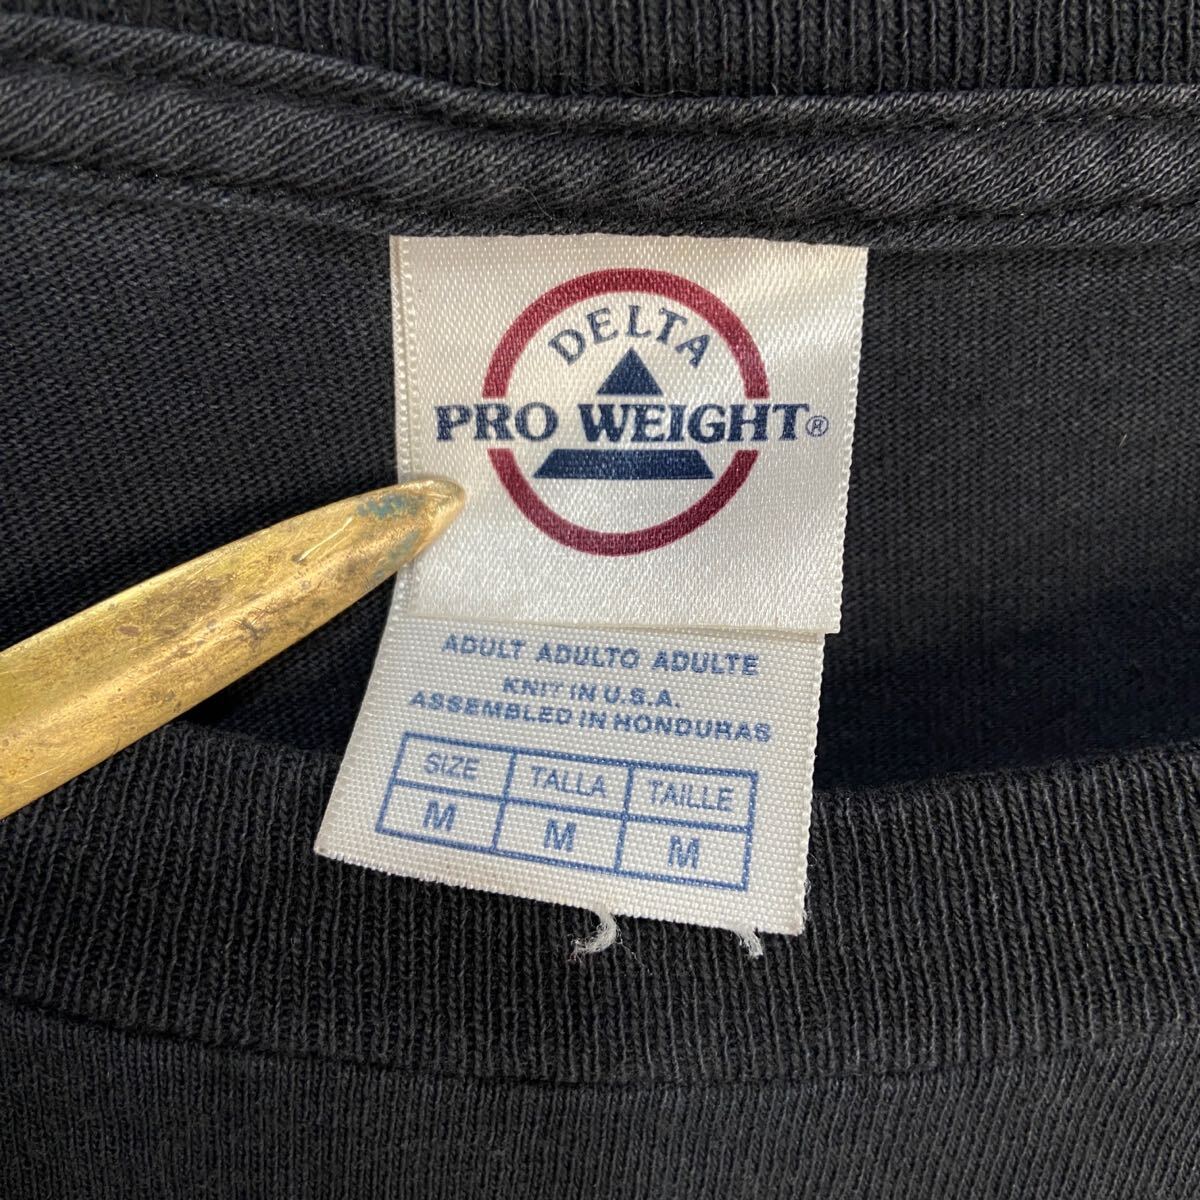 DELTA
PRO WEIGHT®
ADULT ADULTO ADULTE
KNIT IN U.S.A.
ASSEMBLED IN HONDURAS
SIZE TALLA TAILLE
M M M